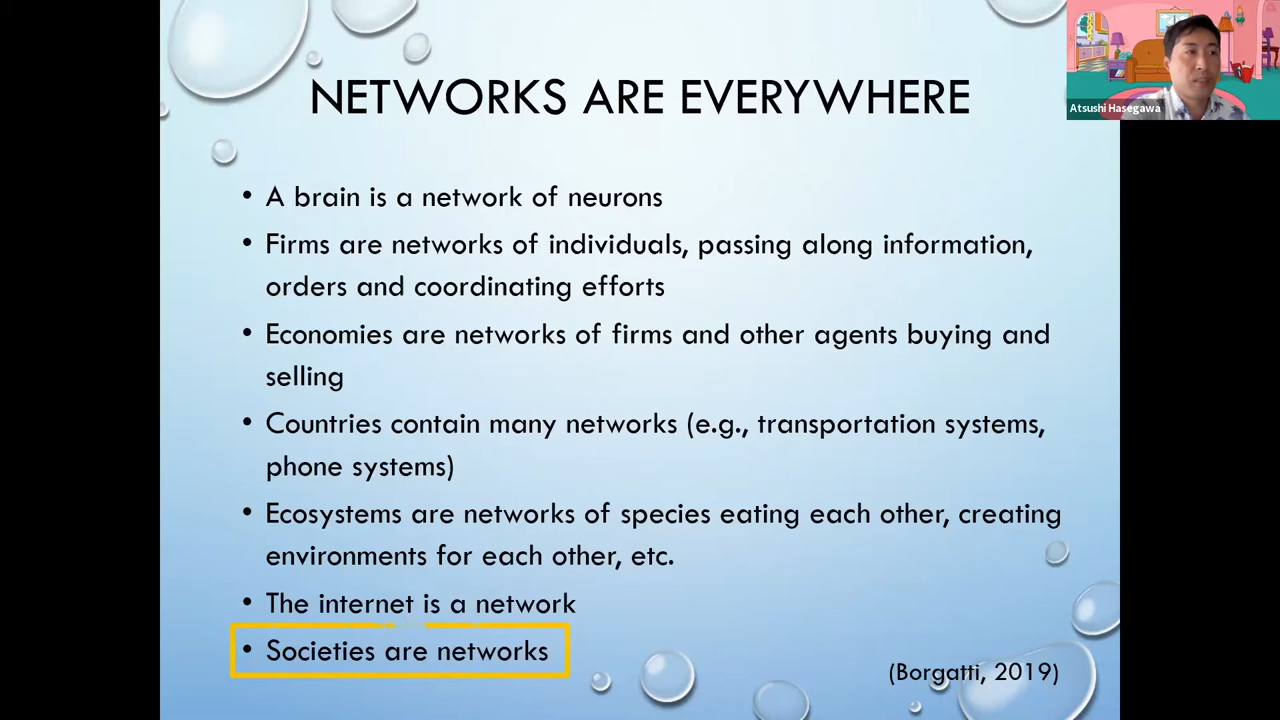 NETWORKS ARE EVERYWHERE
Atsushi Hasegawa
• A brain is a network of neurons
• Firms are networks of individuals, passing along information,
orders and coordinating efforts
• Economies are networks of firms and other agents buying and
selling
• Countries contain many networks (e.g., transportation systems,
phone systems)
• Ecosystems are networks of species eating each other, creating
environments for each other, etc.
• The internet is a network
• Societies are networks
(Borgatti, 2019)